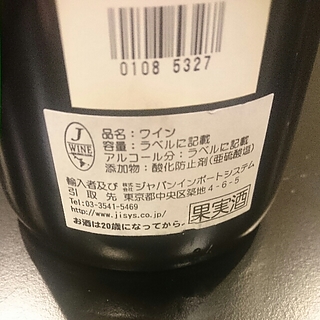 0108 5327
J
WINE
品名：ワイン
容量：ラベルに記載
アルコール分：ラベルに記載
添加物：酸化防止剤(亜硫酸塩)
輸入者及び 株式会社ジャパンインポートシステム
引取先 東京都中央区築地4-6-5
Tel:03-3541-5469
http://www.jisys.co.jp/
果実酒
お酒は20歳になってから。